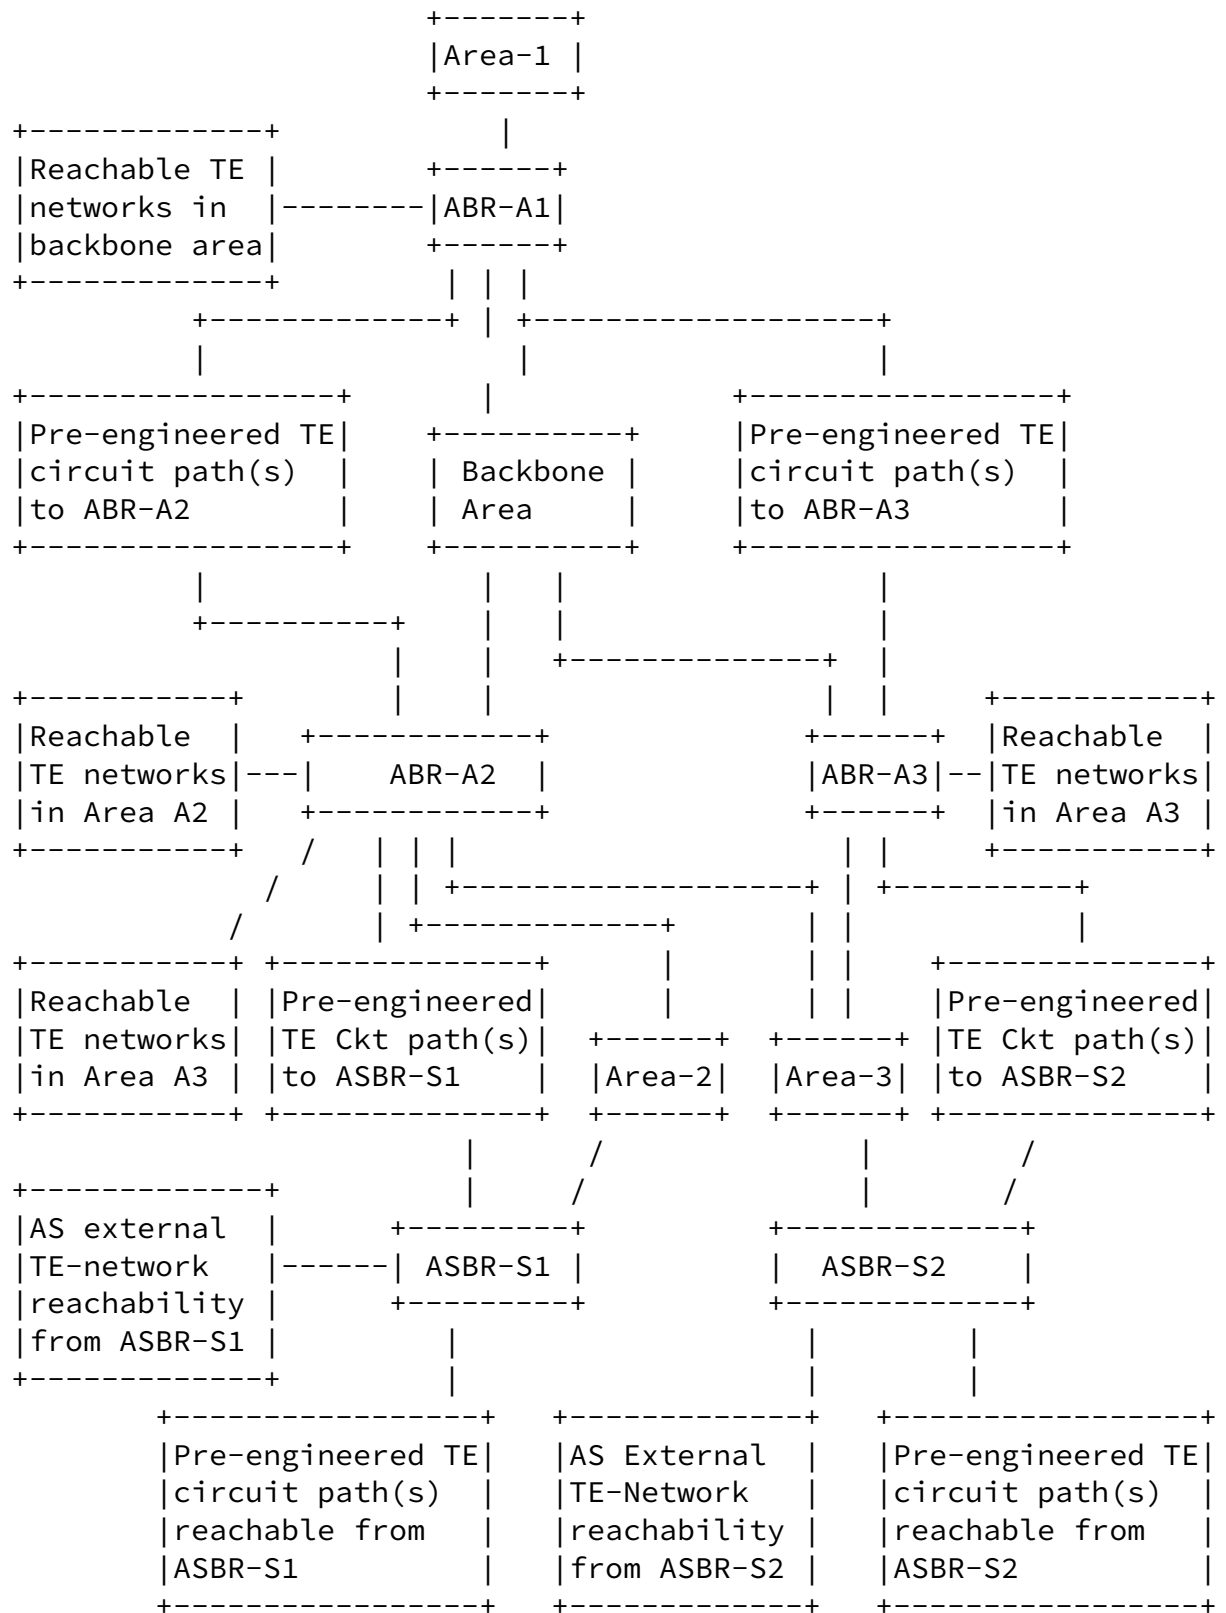 Area-1
Reachable TE
networks in
backbone area
ABR-A1
Pre-engineered TE
circuit path(s)
to ABR-A2
Backbone
Area
Pre-engineered TE
circuit path(s)
to ABR-A3
Reachable
TE networks
in Area A2
ABR-A2
ABR-A3
Reachable
TE networks
in Area A3
Reachable
TE networks
in Area A3
Pre-engineered
TE Ckt path(s)
to ASBR-S1
Area-2
Area-3
Pre-engineered
TE Ckt path(s)
to ASBR-S2
AS external
TE-network
reachability
from ASBR-S1
ASBR-S1
ASBR-S2
Pre-engineered TE
circuit path(s)
reachable from
ASBR-S1
AS External
TE-Network
reachability
from ASBR-S2
Pre-engineered TE
circuit path(s)
reachable from
ASBR-S2